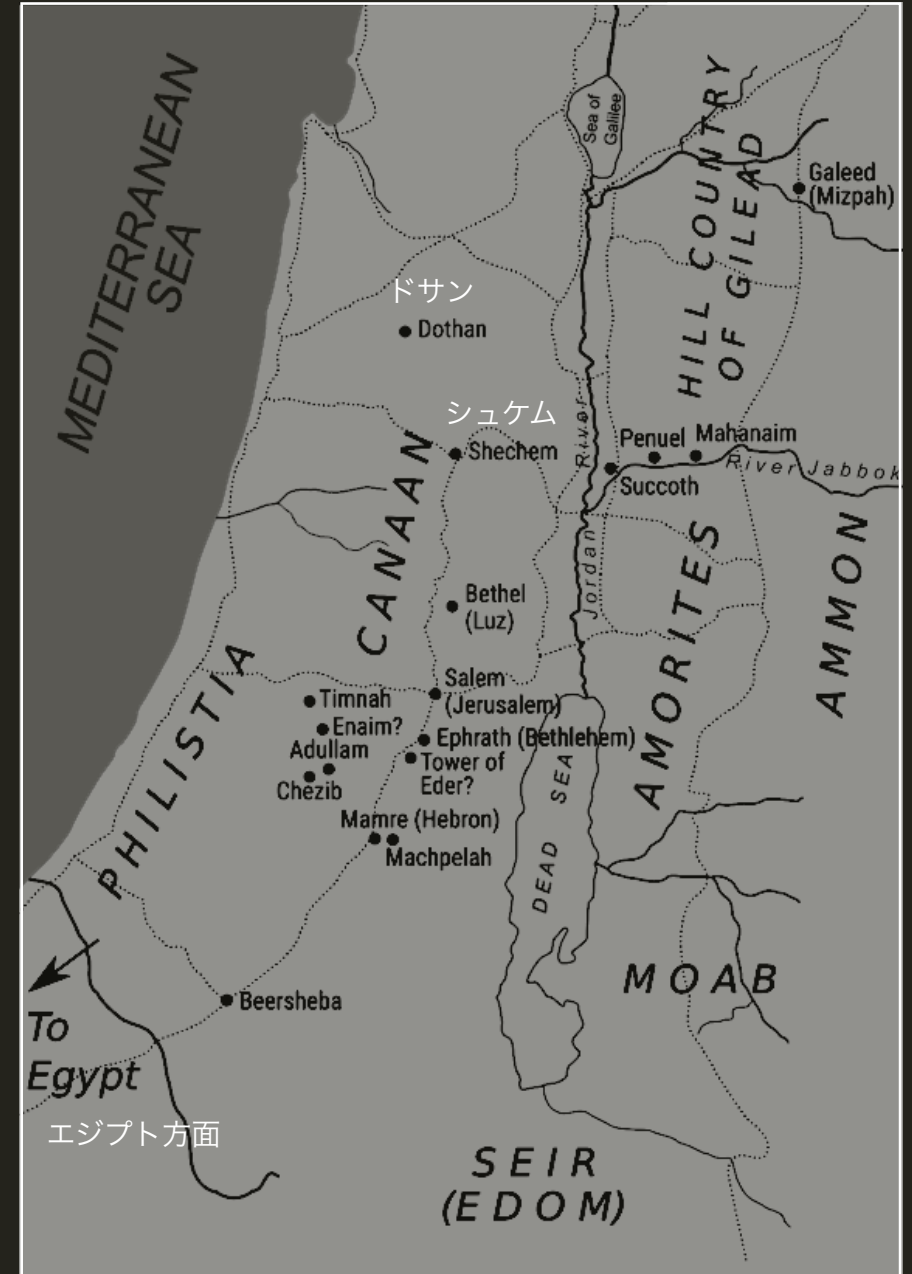 MEDITERRANEAN
SEA
Sea of
Galilee
HILL COUNTRY
OF GILEAD
Galeed
(Mizpah)
ドサン
Dothan
シュケム
Shechem
River
Jordan
Penuel
Mahanaim
River Jabbok
Succoth
CANAAN
AMORITES
AMMON
Bethel
(Luz)
PHILISTIA
Salem
(Jerusalem)
Timnah
Enaim?
Adullam
Chezib
Ephrath (Bethlehem)
Tower of
Eder?
Mamre (Hebron)
Machpelah
DEAD SEA
MOAB
Beersheba
To
Egypt
エジプト方面
SEIR
(EDOM)